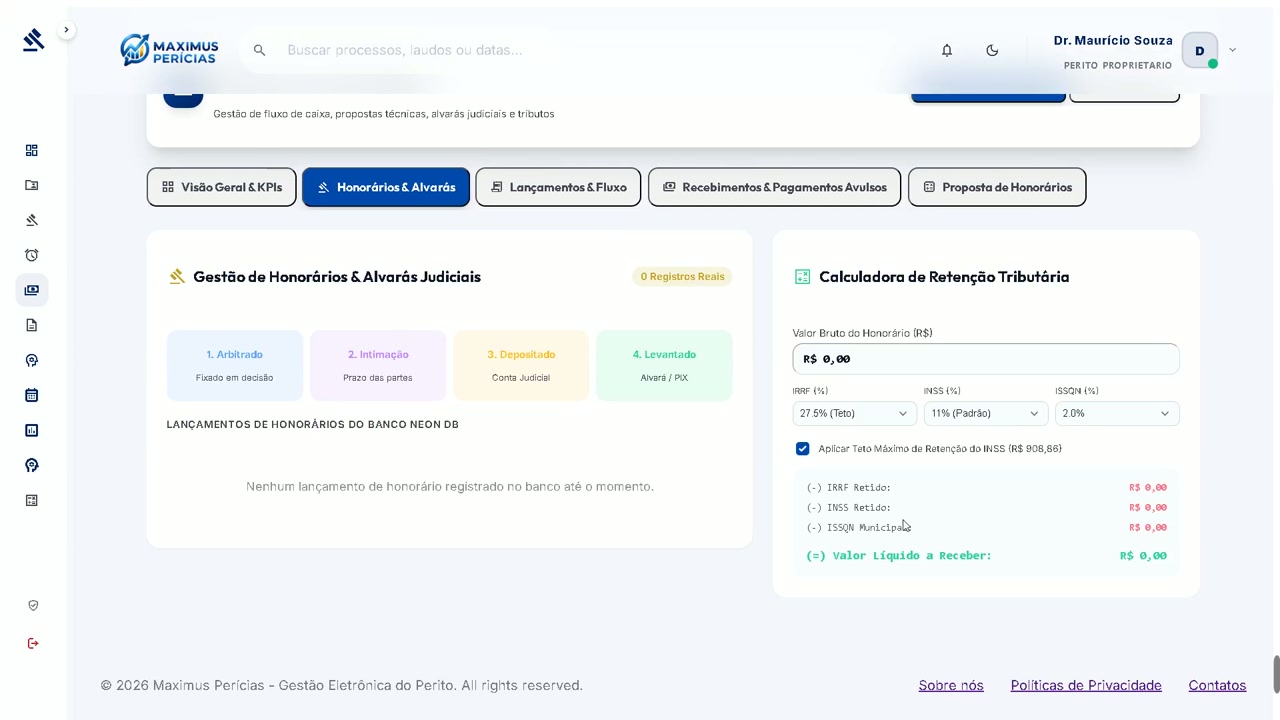 MAXIMUS
PERÍCIAS
Buscar processos, laudos ou datas...
Dr. Maurício Souza
PERITO PROPRIETARIO
D
Gestão de fluxo de caixa, propostas técnicas, alvarás judiciais e tributos
Visão Geral & KPIs
Honorários & Alvarás
Lançamentos & Fluxo
Recebimentos & Pagamentos Avulsos
Proposta de Honorários
Gestão de Honorários & Alvarás Judiciais
0 Registros Reais
1. Arbitrado
Fixado em decisão
2. Intimação
Prazo das partes
3. Depositado
Conta Judicial
4. Levantado
Alvará / PIX
LANÇAMENTOS DE HONORÁRIOS DO BANCO NEON DB
Nenhum lançamento de honorário registrado no banco até o momento.
Calculadora de Retenção Tributária
Valor Bruto do Honorário (R$)
R$ 0,00
IRRF (%)
INSS (%)
ISSQN (%)
27.5% (Teto)
11% (Padrão)
2.0%
Aplicar Teto Máximo de Retenção do INSS (R$ 908,86)
(-) IRRF Retido: R$ 0,00
(-) INSS Retido: R$ 0,00
(-) ISSQN Municipal: R$ 0,00
(=) Valor Líquido a Receber: R$ 0,00
© 2026 Maximus Perícias - Gestão Eletrônica do Perito. All rights reserved.
Sobre nós
Políticas de Privacidade
Contatos